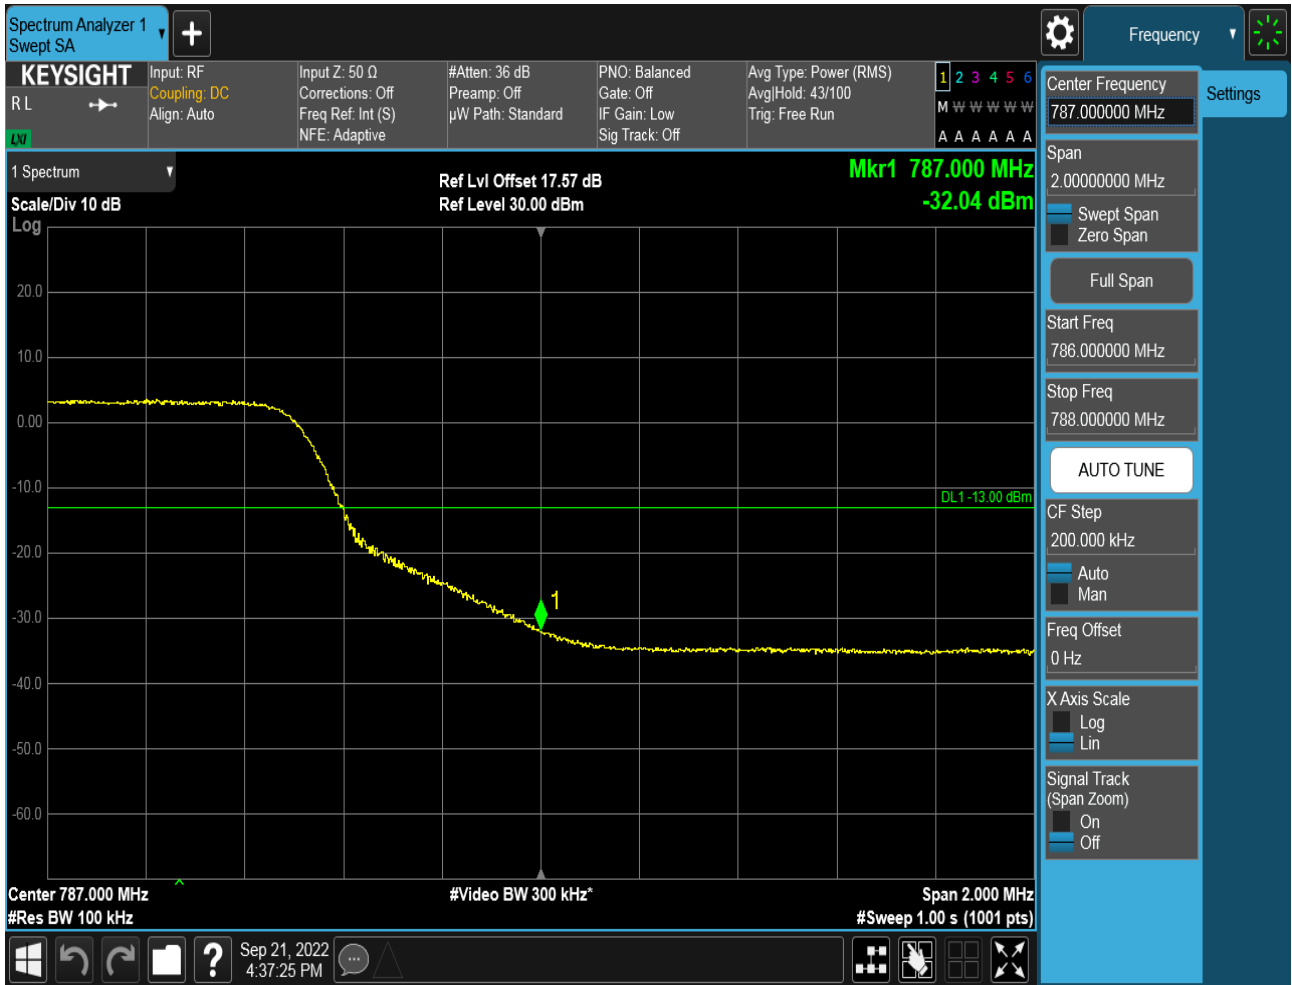 Spectrum Analyzer 1
Swept SA
Frequency
KEYSIGHT
R L
LXI
Input: RF
Coupling: DC
Align: Auto
Input Z: 50 Ω
Corrections: Off
Freq Ref: Int (S)
NFE: Adaptive
#Atten: 36 dB
Preamp: Off
µW Path: Standard
PNO: Balanced
Gate: Off
IF Gain: Low
Sig Track: Off
Avg Type: Power (RMS)
Avg|Hold: 43/100
Trig: Free Run
1 2 3 4 5 6
M W W W W W
A A A A A A
1 Spectrum
Scale/Div 10 dB
Log
Ref Lvl Offset 17.57 dB
Ref Level 30.00 dBm
Mkr1 787.000 MHz
-32.04 dBm
20.0
10.0
0.00
-10.0
-20.0
-30.0
-40.0
-50.0
-60.0
DL1 -13.00 dBm
1
Center 787.000 MHz
#Res BW 100 kHz
#Video BW 300 kHz*
Span 2.000 MHz
#Sweep 1.00 s (1001 pts)
Center Frequency
787.000000 MHz
Settings
Span
2.00000000 MHz
Swept Span
Zero Span
Full Span
Start Freq
786.000000 MHz
Stop Freq
788.000000 MHz
AUTO TUNE
CF Step
200.000 kHz
Auto
Man
Freq Offset
0 Hz
X Axis Scale
Log
Lin
Signal Track
(Span Zoom)
On
Off
?
Sep 21, 2022
4:37:25 PM